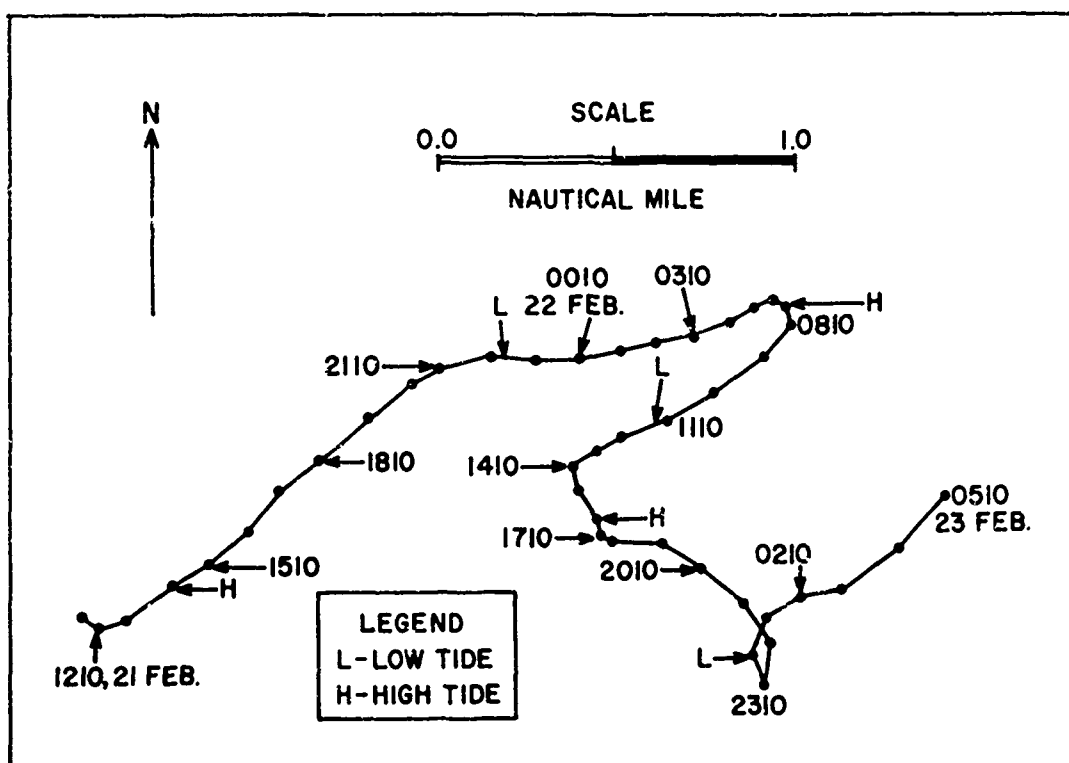 N
SCALE
0.0 1.0
NAUTICAL MILE
0010
22 FEB.
L
0310
H
0810
2110
L
1110
1810
1410
H
1710
0510
23 FEB.
1510
H
2010
0210
LEGEND
L-LOW TIDE
H-HIGH TIDE
1210, 21 FEB.
L
2310